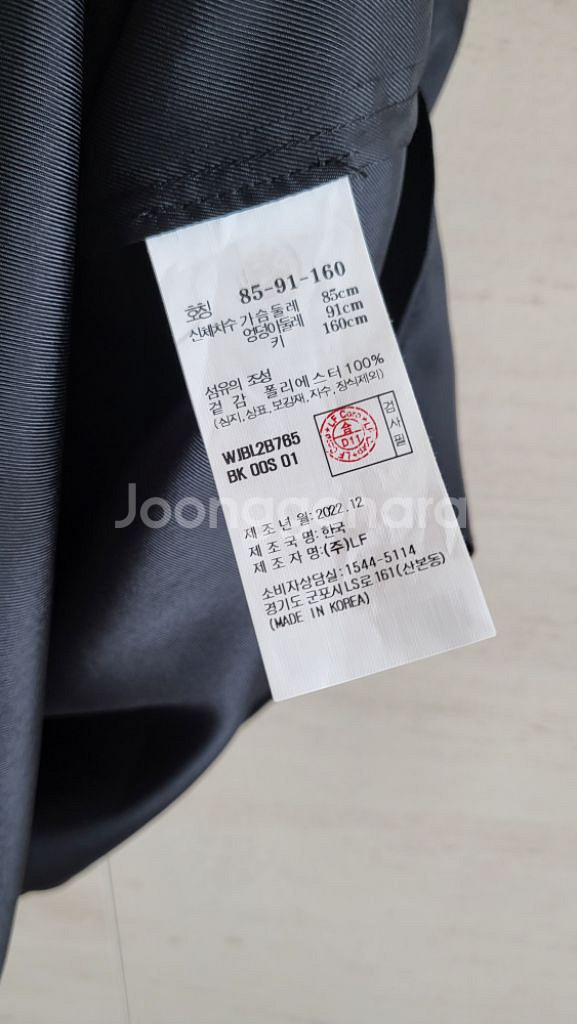 호칭 85-91-160
신체치수 가슴둘레 85cm
엉덩이둘레 91cm
키 160cm
섬유의 조성
겉 감 폴리에스터 100%
(심지, 상표, 보강재, 자수, 장식제외)
WJBL2B765
BK 00S 01
LF Corp
合
D11
검사필
Joonggonara
제 조 년 월: 2022.12
제 조 국 명: 한국
제 조 자 명: (주)LF
소비자상담실: 1544-5114
경기도 군포시 LS로 161(산본동)
(MADE IN KOREA)